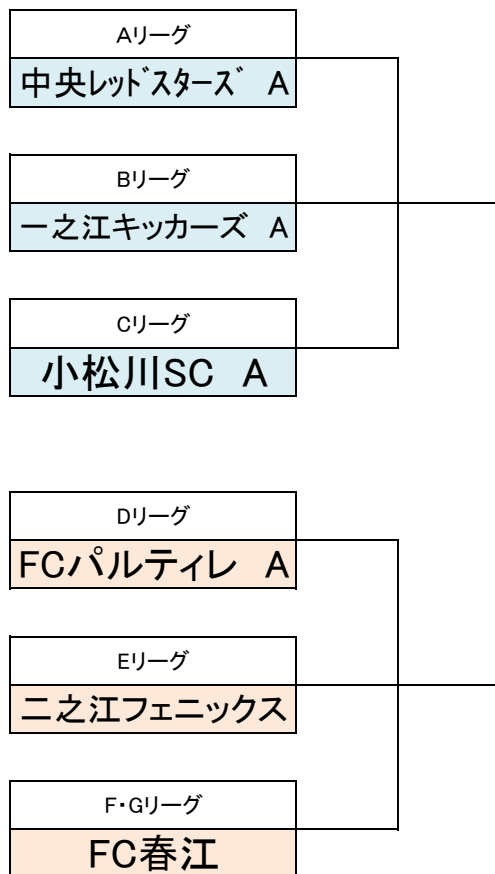 Aリーグ
中央レッドスターズ A
Bリーグ
一之江キッカーズ A
Cリーグ
小松川SC A
Dリーグ
FCパルティレ A
Eリーグ
二之江フェニックス
F・Gリーグ
FC春江